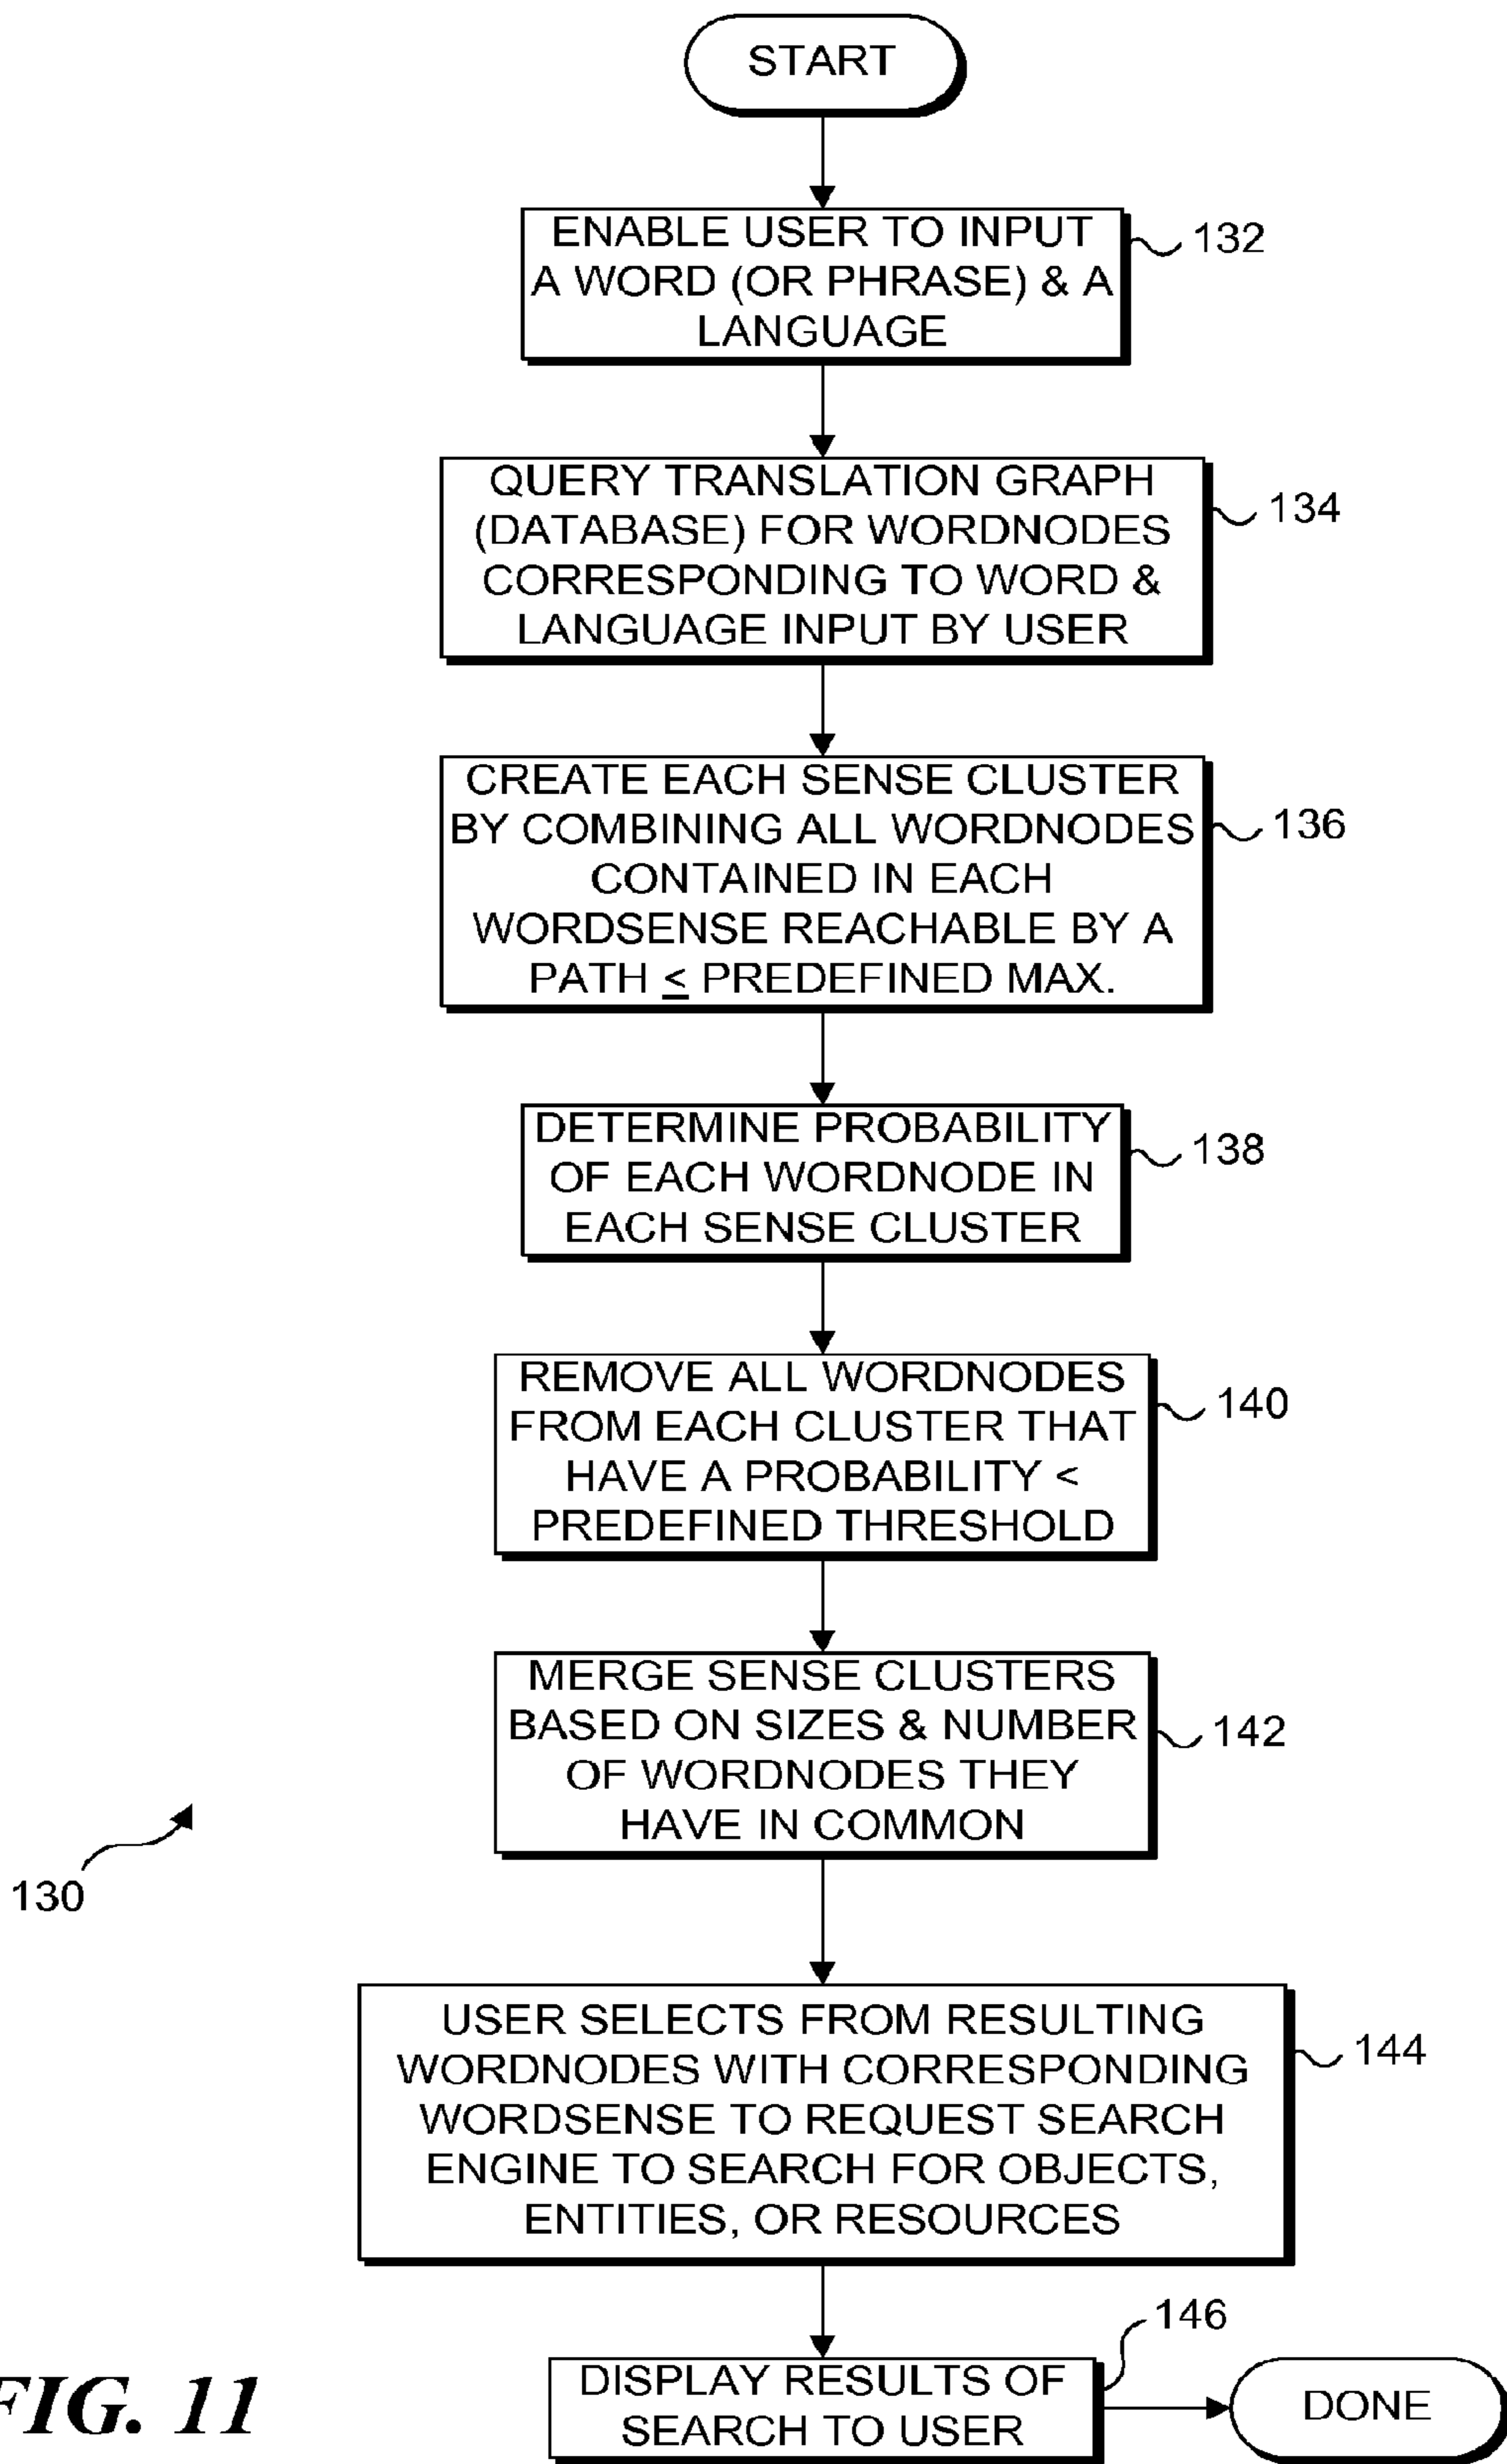 START
ENABLE USER TO INPUT
A WORD (OR PHRASE) & A
LANGUAGE
132
QUERY TRANSLATION GRAPH
(DATABASE) FOR WORDNODES
CORRESPONDING TO WORD &
LANGUAGE INPUT BY USER
134
CREATE EACH SENSE CLUSTER
BY COMBINING ALL WORDNODES
CONTAINED IN EACH
WORDSENSE REACHABLE BY A
PATH ≤ PREDEFINED MAX.
136
DETERMINE PROBABILITY
OF EACH WORDNODE IN
EACH SENSE CLUSTER
138
REMOVE ALL WORDNODES
FROM EACH CLUSTER THAT
HAVE A PROBABILITY <
PREDEFINED THRESHOLD
140
MERGE SENSE CLUSTERS
BASED ON SIZES & NUMBER
OF WORDNODES THEY
HAVE IN COMMON
142
130
USER SELECTS FROM RESULTING
WORDNODES WITH CORRESPONDING
WORDSENSE TO REQUEST SEARCH
ENGINE TO SEARCH FOR OBJECTS,
ENTITIES, OR RESOURCES
144
146
DISPLAY RESULTS OF
SEARCH TO USER
DONE
FIG. 11